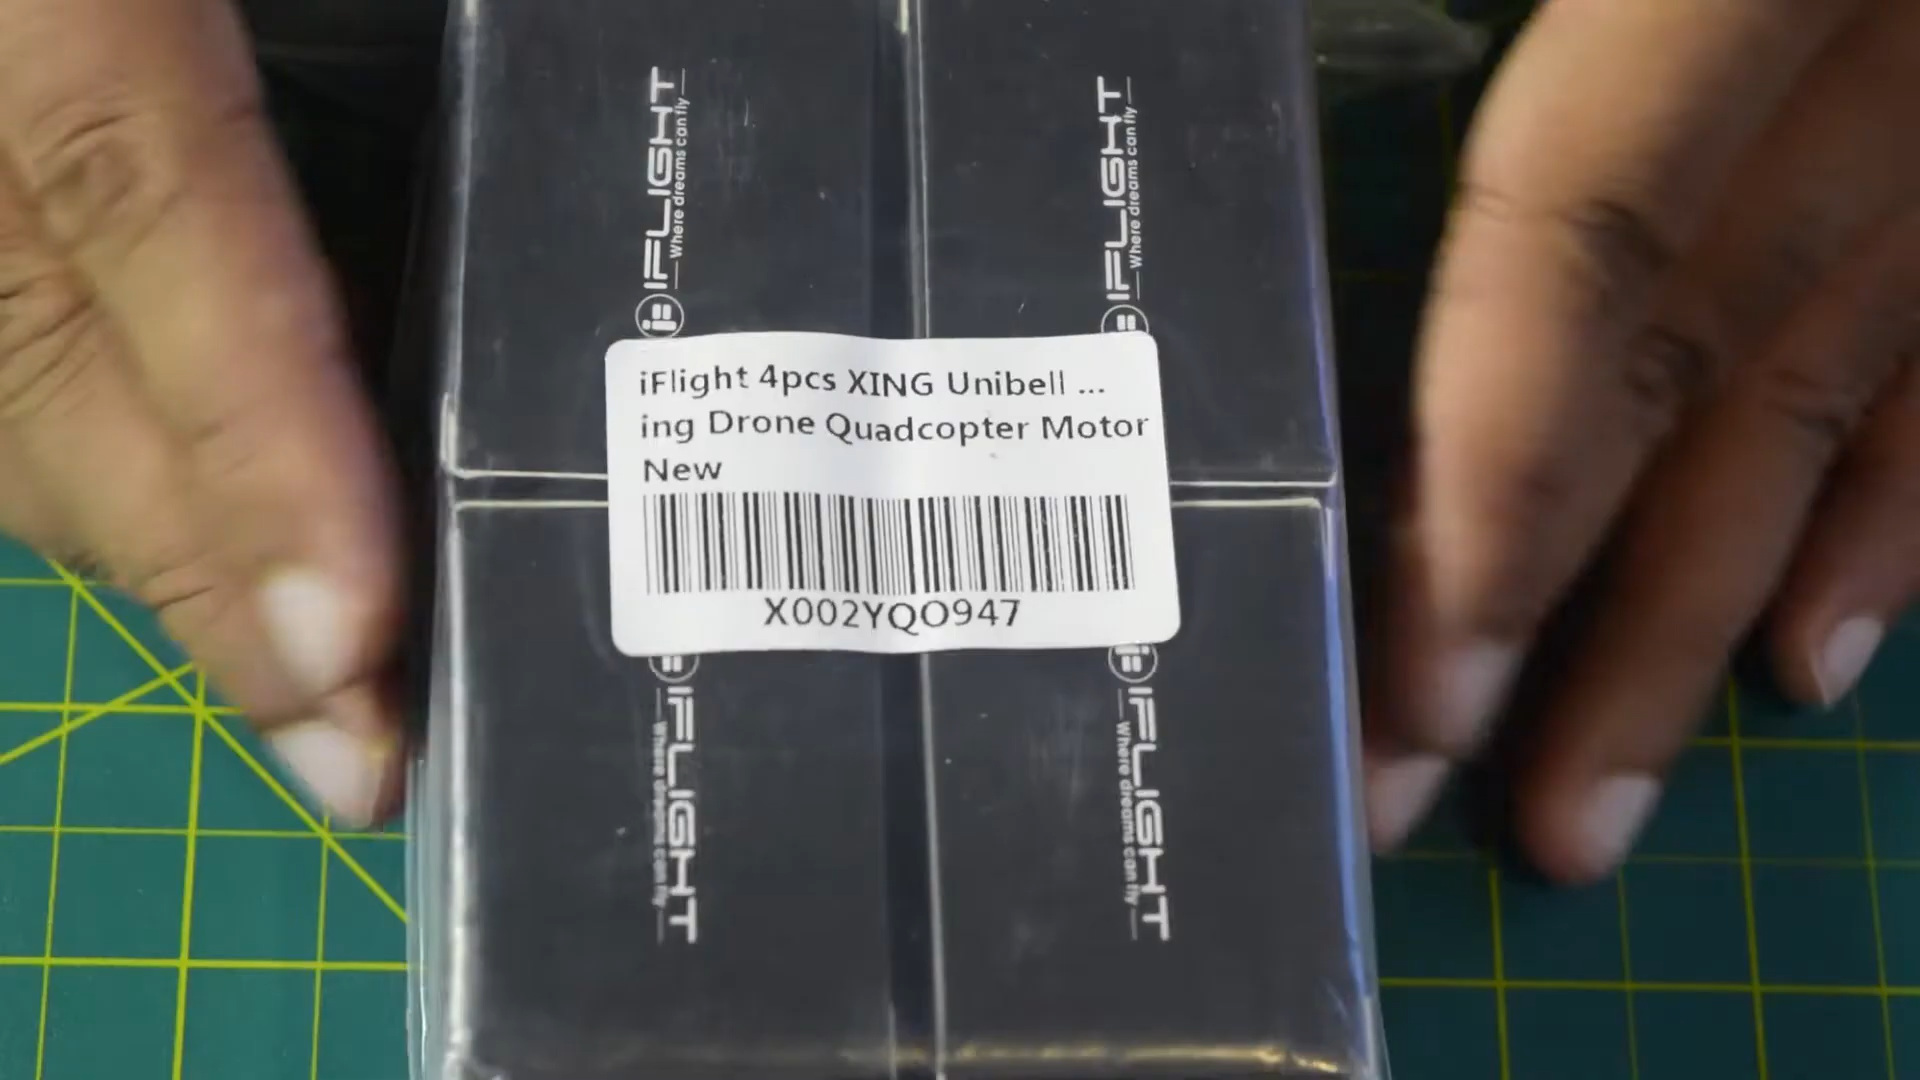 IFLIGHT
Where dreams can fly
IFLIGHT
Where dreams can fly
iFlight 4pcs XING Unibell ...
ing Drone Quadcopter Motor
New
X002YQO947
IFLIGHT
Where dreams can fly
IFLIGHT
Where dreams can fly